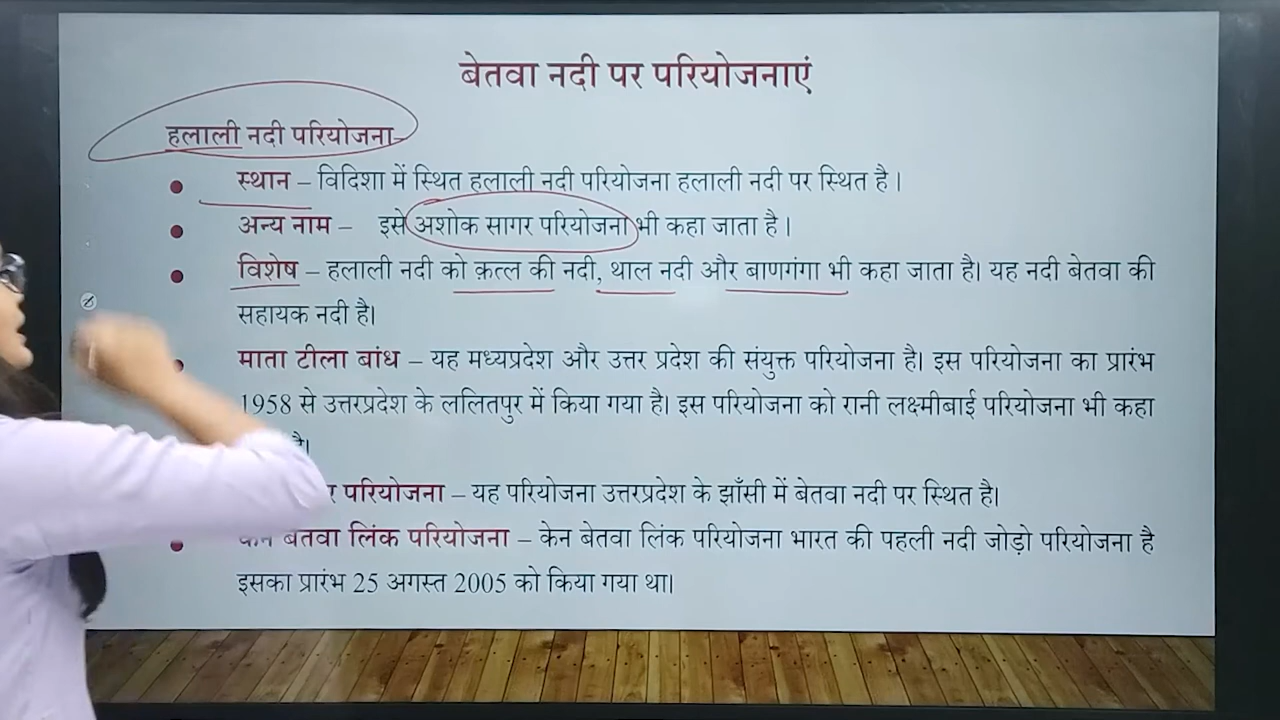 बेतवा नदी पर परियोजनाएं
हलाली नदी परियोजना-
स्थान – विदिशा में स्थित हलाली नदी परियोजना हलाली नदी पर स्थित है ।
अन्य नाम – इसे अशोक सागर परियोजना भी कहा जाता है ।
विशेष – हलाली नदी को क़त्ल की नदी, थाल नदी और बाणगंगा भी कहा जाता है। यह नदी बेतवा की
सहायक नदी है।
माता टीला बांध – यह मध्यप्रदेश और उत्तर प्रदेश की संयुक्त परियोजना है। इस परियोजना का प्रारंभ
1958 से उत्तरप्रदेश के ललितपुर में किया गया है। इस परियोजना को रानी लक्ष्मीबाई परियोजना भी कहा
है।
परियोजना – यह परियोजना उत्तरप्रदेश के झाँसी में बेतवा नदी पर स्थित है।
केन बेतवा लिंक परियोजना – केन बेतवा लिंक परियोजना भारत की पहली नदी जोड़ो परियोजना है
इसका प्रारंभ 25 अगस्त 2005 को किया गया था।